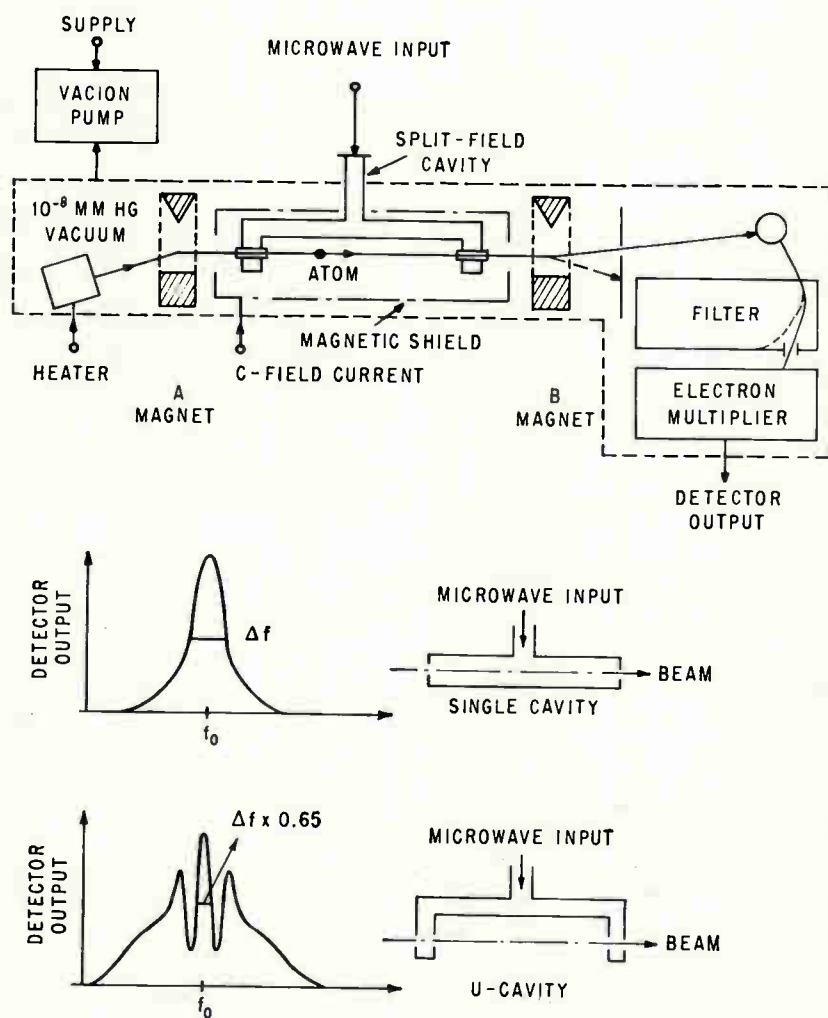 SUPPLY
VACION
PUMP
MICROWAVE INPUT
SPLIT-FIELD
CAVITY
10⁻⁸ MM HG
VACUUM
ATOM
FILTER
HEATER
MAGNETIC SHIELD
C-FIELD CURRENT
A
MAGNET
B
MAGNET
ELECTRON
MULTIPLIER
DETECTOR
OUTPUT
DETECTOR
OUTPUT
Δf
f₀
MICROWAVE INPUT
BEAM
SINGLE CAVITY
DETECTOR
OUTPUT
Δf x 0.65
f₀
MICROWAVE INPUT
BEAM
U-CAVITY